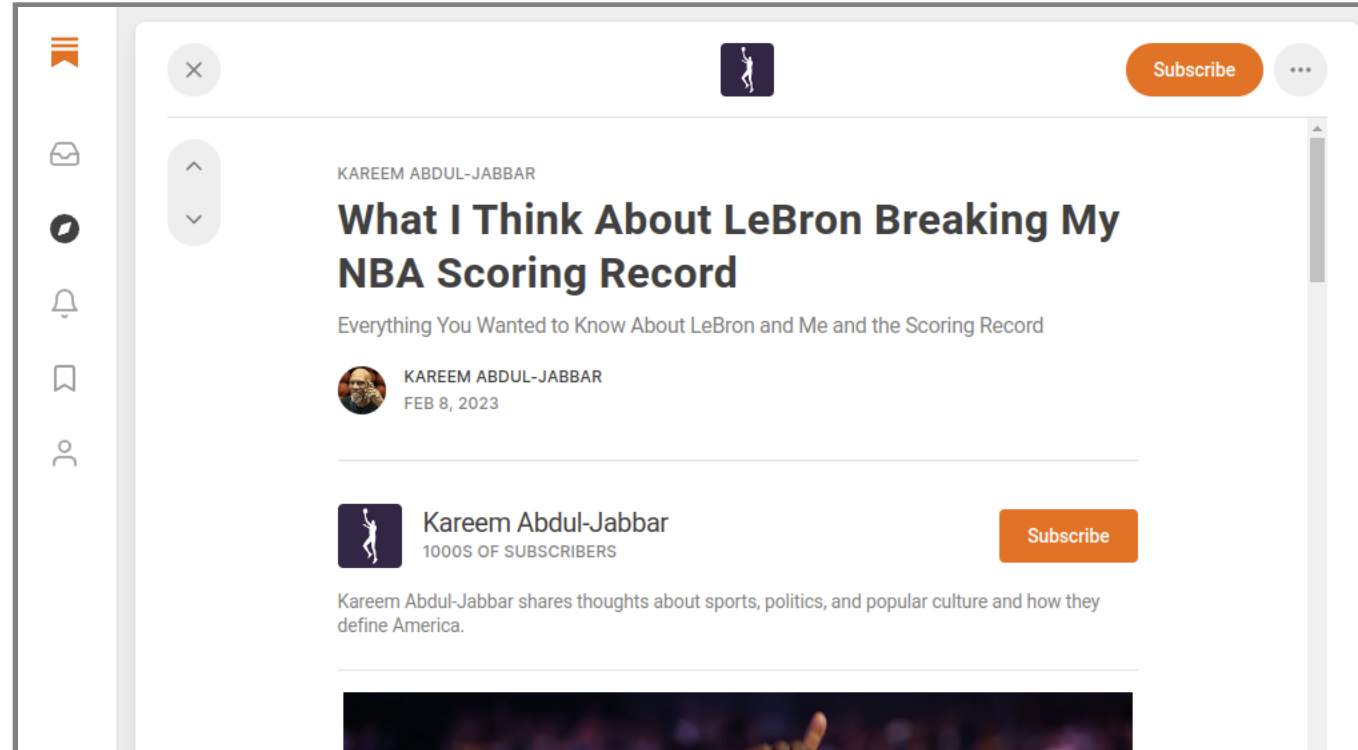 Subscribe
KAREEM ABDUL-JABBAR
What I Think About LeBron Breaking My
NBA Scoring Record
Everything You Wanted to Know About LeBron and Me and the Scoring Record
KAREEM ABDUL-JABBAR
FEB 8, 2023
Kareem Abdul-Jabbar
1000S OF SUBSCRIBERS
Subscribe
Kareem Abdul-Jabbar shares thoughts about sports, politics, and popular culture and how they
define America.